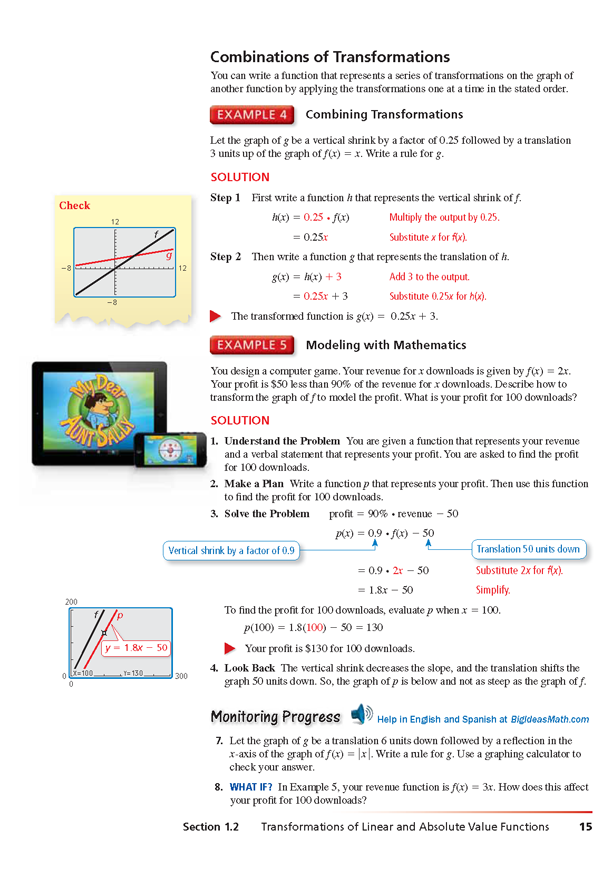 Combinations of Transformations
You can write a function that represents a series of transformations on the graph of
another function by applying the transformations one at a time in the stated order.
EXAMPLE 4 Combining Transformations
Let the graph of g be a vertical shrink by a factor of 0.25 followed by a translation
3 units up of the graph of f(x) = x. Write a rule for g.
SOLUTION
Step 1 First write a function h that represents the vertical shrink of f.
h(x) = 0.25 • f(x) Multiply the output by 0.25.
= 0.25x Substitute x for f(x).
Step 2 Then write a function g that represents the translation of h.
g(x) = h(x) + 3 Add 3 to the output.
= 0.25x + 3 Substitute 0.25x for h(x).
The transformed function is g(x) = 0.25x + 3.
Check
12
f
g
−8
12
−8
EXAMPLE 5 Modeling with Mathematics
You design a computer game. Your revenue for x downloads is given by f(x) = 2x.
Your profit is $50 less than 90% of the revenue for x downloads. Describe how to
transform the graph of f to model the profit. What is your profit for 100 downloads?
My Dear
AUNT SALLY
SOLUTION
1. Understand the Problem You are given a function that represents your revenue
and a verbal statement that represents your profit. You are asked to find the profit
for 100 downloads.
2. Make a Plan Write a function p that represents your profit. Then use this function
to find the profit for 100 downloads.
3. Solve the Problem profit = 90% • revenue − 50
p(x) = 0.9 • f(x) − 50
Vertical shrink by a factor of 0.9
Translation 50 units down
= 0.9 • 2x − 50 Substitute 2x for f(x).
= 1.8x − 50 Simplify.
To find the profit for 100 downloads, evaluate p when x = 100.
p(100) = 1.8(100) − 50 = 130
Your profit is $130 for 100 downloads.
200
f
p
y = 1.8x − 50
X=100
Y=130
0
300
0
4. Look Back The vertical shrink decreases the slope, and the translation shifts the
graph 50 units down. So, the graph of p is below and not as steep as the graph of f.
Monitoring Progress Help in English and Spanish at BigIdeasMath.com
7. Let the graph of g be a translation 6 units down followed by a reflection in the
x-axis of the graph of f(x) = |x|. Write a rule for g. Use a graphing calculator to
check your answer.
8. WHAT IF? In Example 5, your revenue function is f(x) = 3x. How does this affect
your profit for 100 downloads?
Section 1.2 Transformations of Linear and Absolute Value Functions 15